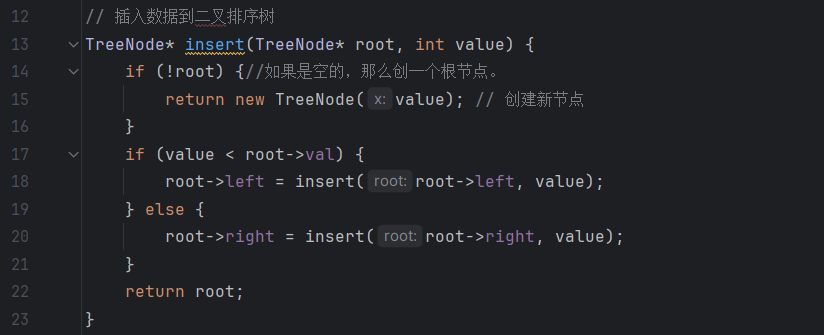 12 // 插入数据到二叉排序树
13 TreeNode* insert(TreeNode* root, int value) {
14     if (!root) {//如果是空的，那么创一个根节点。
15         return new TreeNode( x: value); // 创建新节点
16     }
17     if (value < root->val) {
18         root->left = insert( root: root->left, value);
19     } else {
20         root->right = insert( root: root->right, value);
21     }
22     return root;
23 }